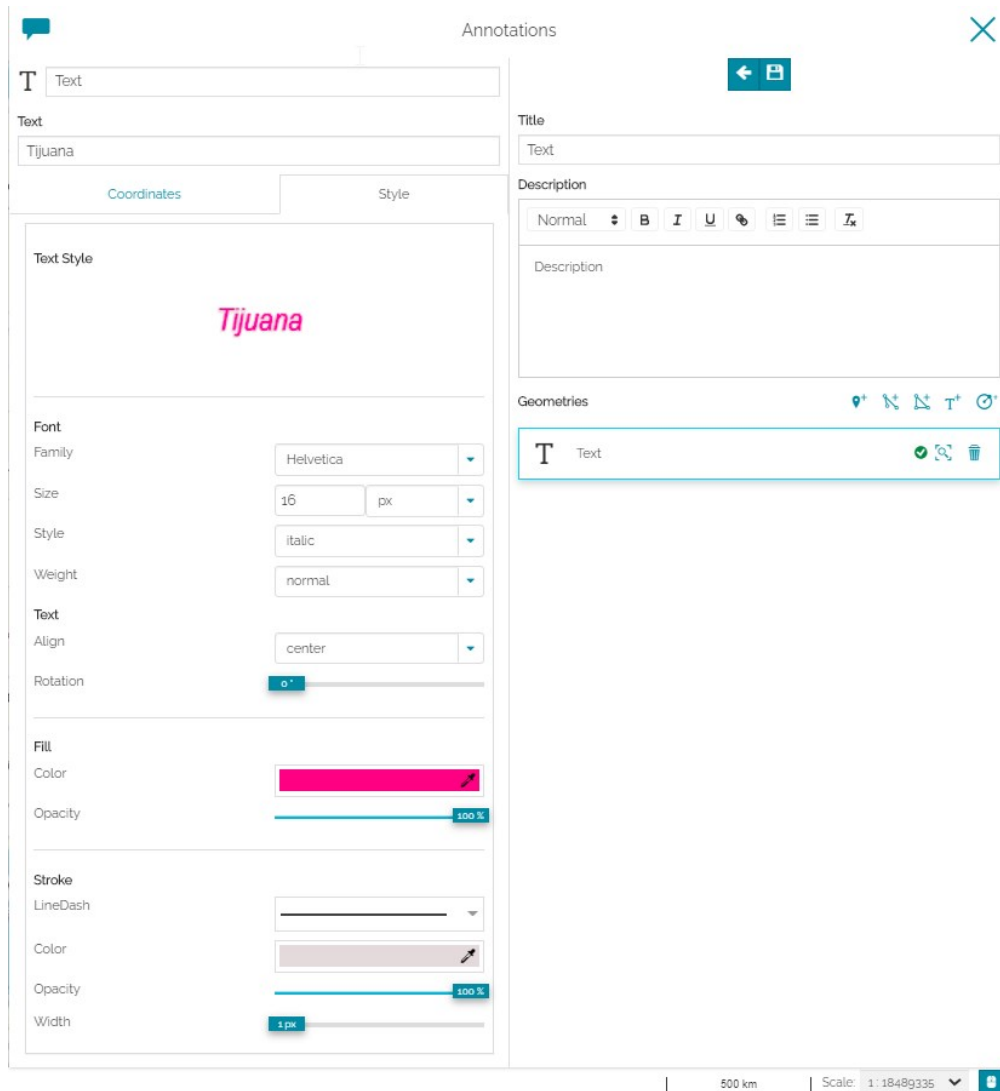 Annotations
T Text
Text
Tijuana
Coordinates Style
Text Style
Tijuana
Font
Family Helvetica
Size 16 px
Style italic
Weight normal
Text
Align center
Rotation 0 °
Fill
Color
Opacity 100 %
Stroke
LineDash
Color
Opacity 100 %
Width 1 px
Title
Text
Description
Normal B I U Tx
Description
Geometries T+
T Text
500 km Scale: 1 : 18489335